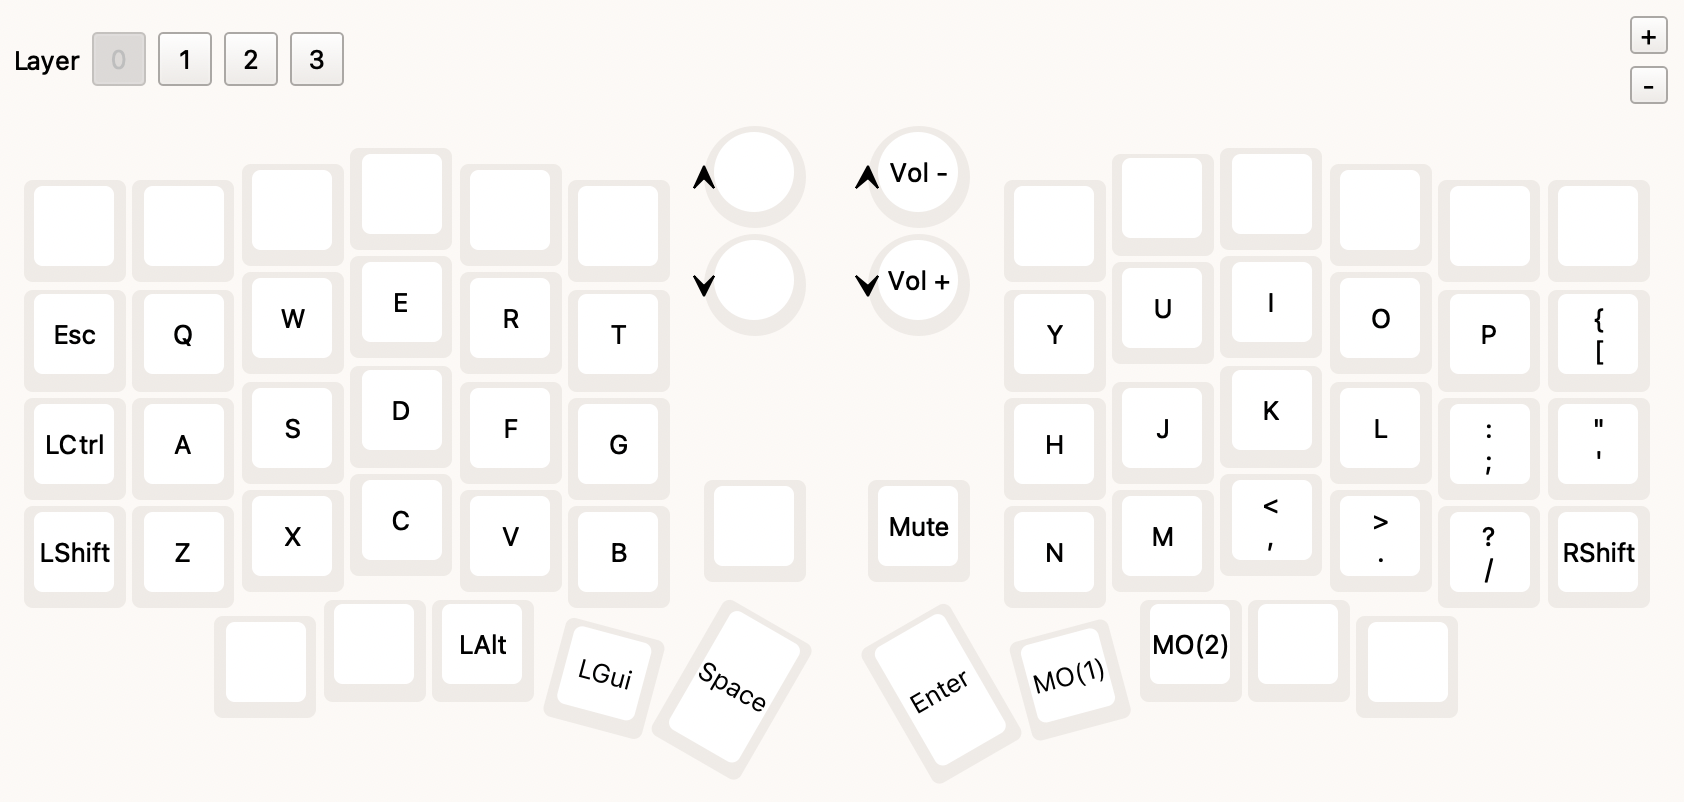 Layer 0 1 2 3
+
-
Vol -
Vol +
Esc Q W E R T
Y U I O P { [
LCtrl A S D F G
H J K L : ; " '
LShift Z X C V B
Mute
N M < , > . ? / RShift
LAlt LGui Space
Enter MO(1) MO(2)